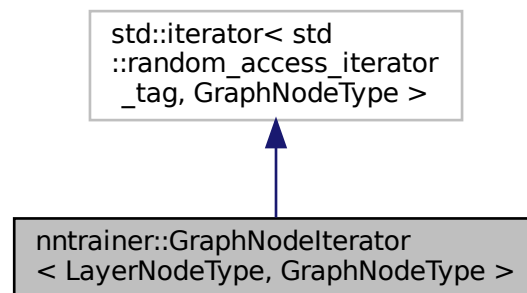 std::iterator< std
::random_access_iterator
_tag, GraphNodeType >
nntrainer::GraphNodeIterator
< LayerNodeType, GraphNodeType >